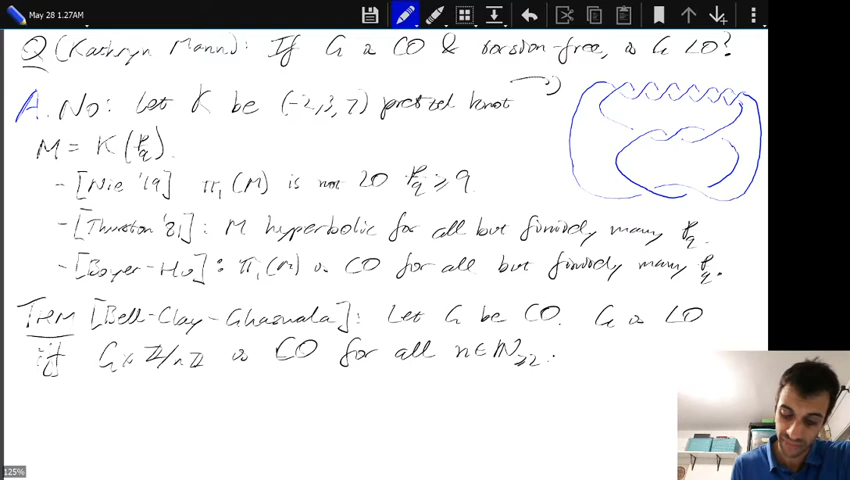 May 28 1.27AM
Q (Kathryn Mann): If G is CO & torsion-free, is G LO?
A. No: Let K be (-2,3,7) pretzel knot
M = K(p/q).
- [Nie '19] π₁(M) is not LO p/q ≥ 9.
- [Thurston '81]: M hyperbolic for all but finitely many p/q.
- [Boyer-Hu]: π₁(M) is CO for all but finitely many p/q.
Thm [Bell-Clay-Ghaswala]: Let G be CO. G is LO
iff G × ℤ/nℤ is CO for all n ∈ ℕ≥2.
125%